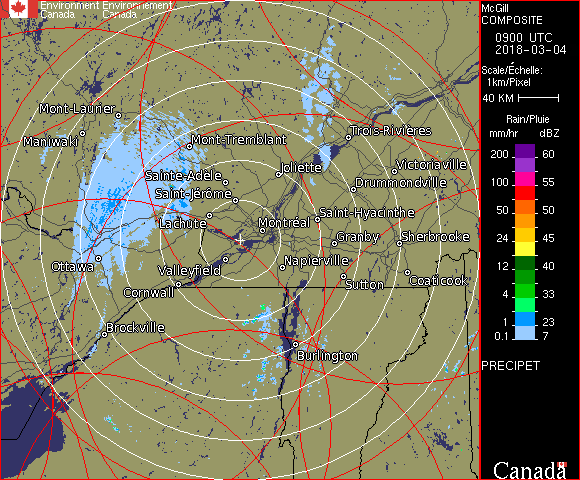 Environment Environnement
Canada Canada
McGill
COMPOSITE
0900 UTC
2018-03-04
Scale/Échelle:
1km/Pixel
40 KM
Rain/Pluie
mm/hr dBZ
200 60
100 55
50 50
24 45
12 40
4 33
1 23
0.1 7
PRECIPET
Canada
Mont-Laurier
Maniwaki
Mont-Tremblant
Trois-Rivières
Sainte-Adèle
Joliette
Victoriaville
Saint-Jérôme
Drummondville
Lachute
Montréal
Saint-Hyacinthe
Granby
Sherbrooke
Ottawa
Valleyfield
Napierville
Cornwall
Sutton
Coaticook
Brockville
Burlington